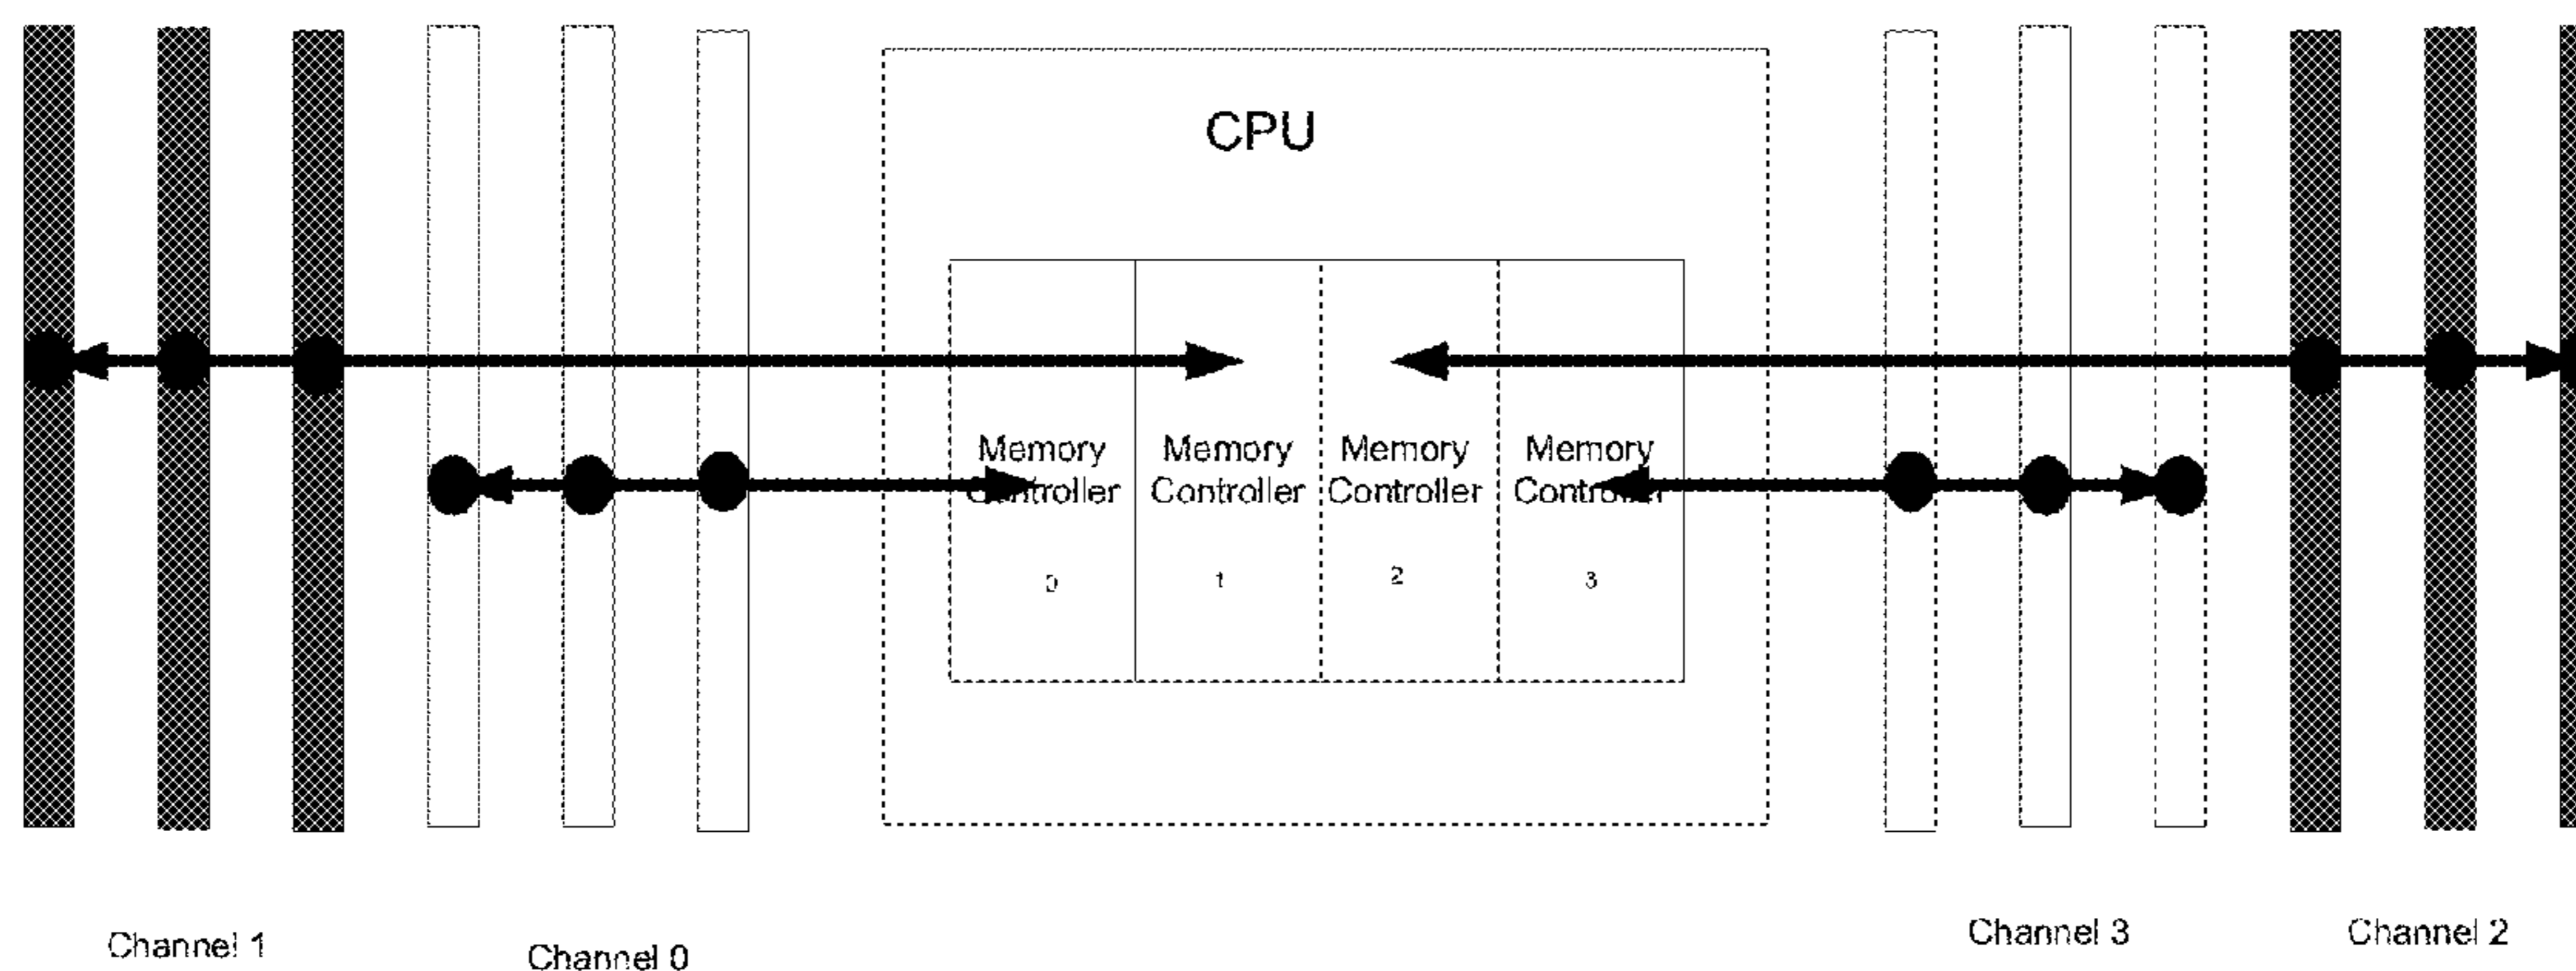 CPU
Memory
Controller
0
Memory
Controller
1
Memory
Controller
2
Memory
Controller
3
Channel 1
Channel 0
Channel 3
Channel 2